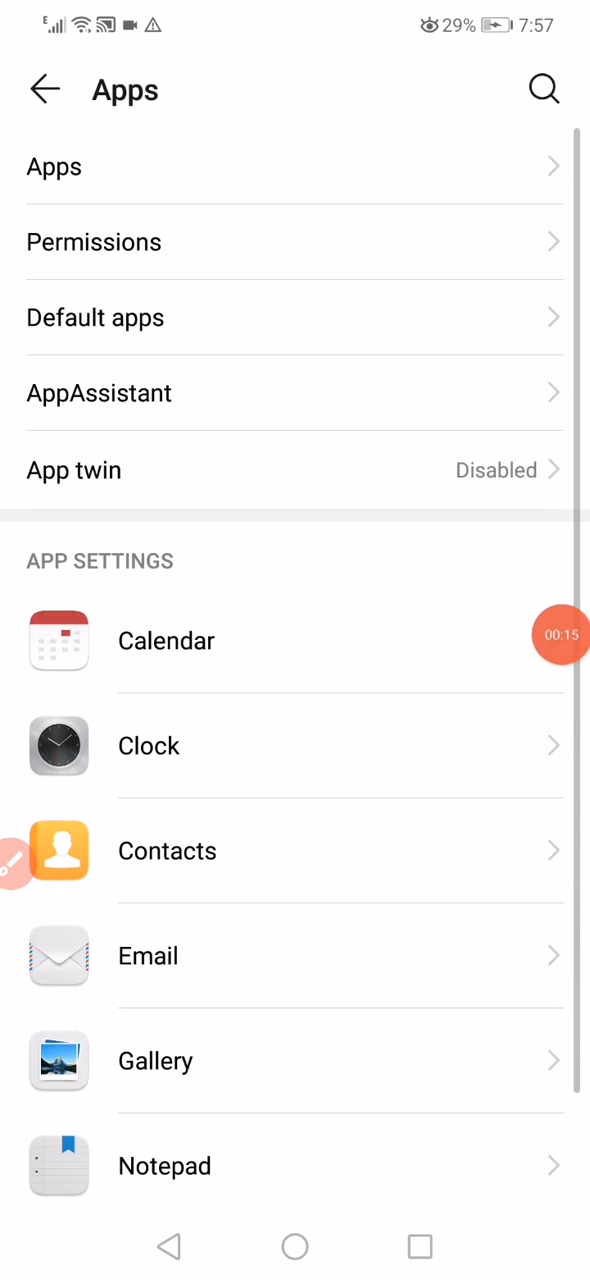 E 29% 7:57
Apps
Apps
Permissions
Default apps
AppAssistant
App twin Disabled
APP SETTINGS
Calendar
00:15
Clock
Contacts
Email
Gallery
Notepad